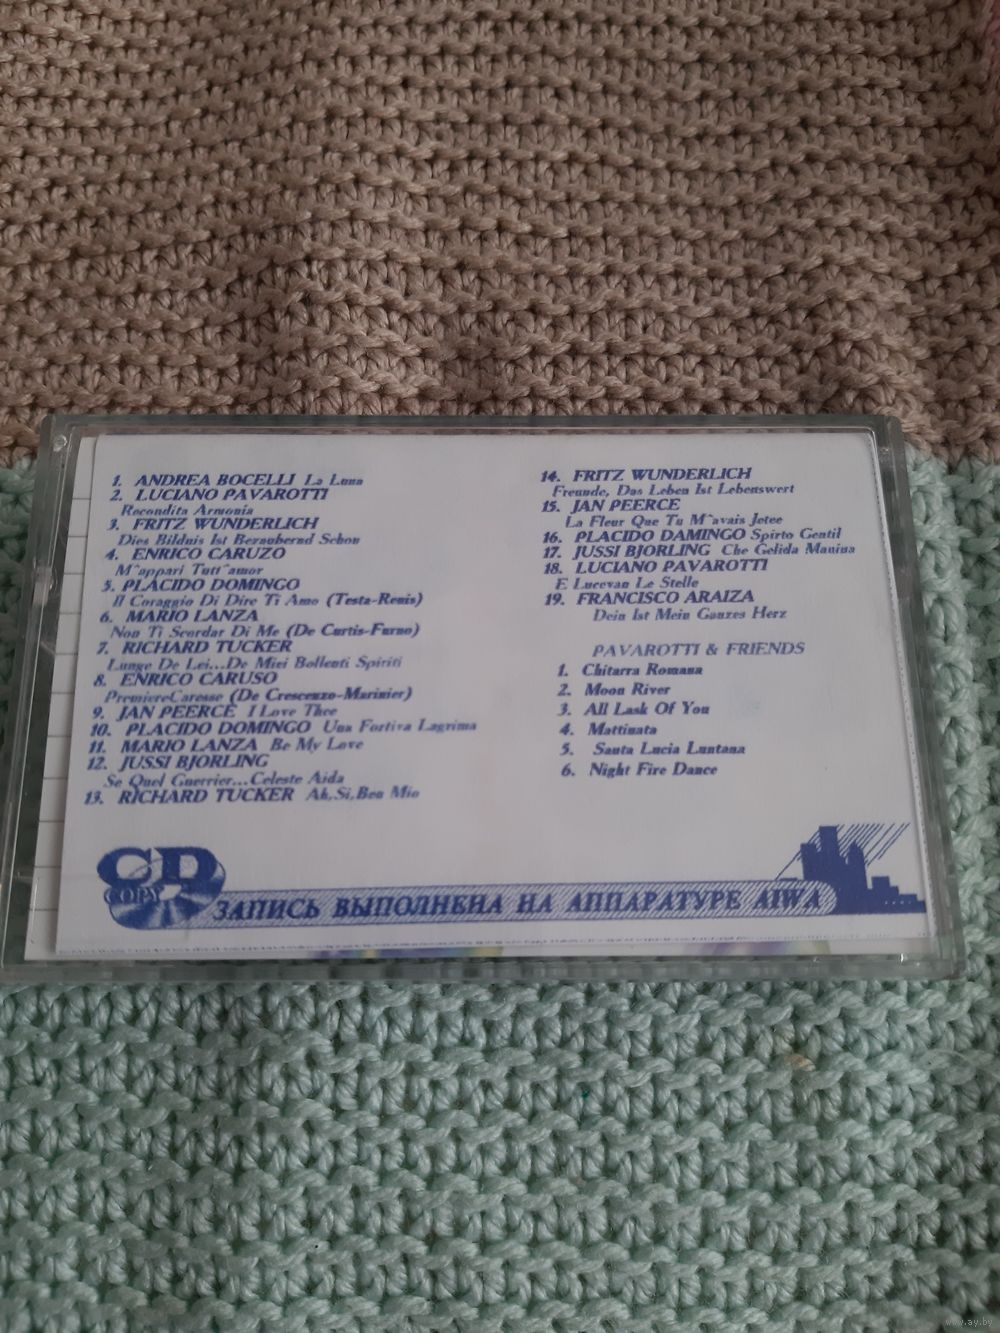 1. ANDREA BOCELLI La Luna
2. LUCIANO PAVAROTTI
Recondita Armonia
3. FRITZ WUNDERLICH
Dies Bildnis Ist Beraubernd Schon
4. ENRICO CARUZO
M^appari Tutt^amor
5. PLACIDO DOMINGO
Il Coraggio Di Dire Ti Amo (Testa-Renis)
6. MARIO LANZA
Non Ti Scordar Di Me (De Curtis-Furno)
7. RICHARD TUCKER
Lunge De Lei...De Miei Bollenti Spiriti
8. ENRICO CARUSO
PremiereCaresse (De Crescenzo-Marinier)
9. JAN PEERCE I Love Thee
10. PLACIDO DOMINGO Una Fortiva Lagrima
11. MARIO LANZA Be My Love
12. JUSSI BJORLING
Se Quel Guerrier...Celeste Aida
13. RICHARD TUCKER Ah,Si,Ben Mio
14. FRITZ WUNDERLICH
Freunde, Das Leben Ist Lebenswert
15. JAN PEERCE
La Fleur Que Tu M^avais Jetee
16. PLACIDO DAMINGO Spirto Gentil
17. JUSSI BJORLING Che Gelida Manina
18. LUCIANO PAVAROTTI
E Lucevan Le Stelle
19. FRANCISCO ARAIZA
Dein Ist Mein Ganzes Herz
PAVAROTTI & FRIENDS
1. Chitarra Romana
2. Moon River
3. All Lask Of You
4. Mattinata
5. Santa Lucia Luntana
6. Night Fire Dance
CD
COPY
ЗАПИСЬ ВЫПОЛНЕНА НА АППАРАТУРЕ AIWA
www.ay.by